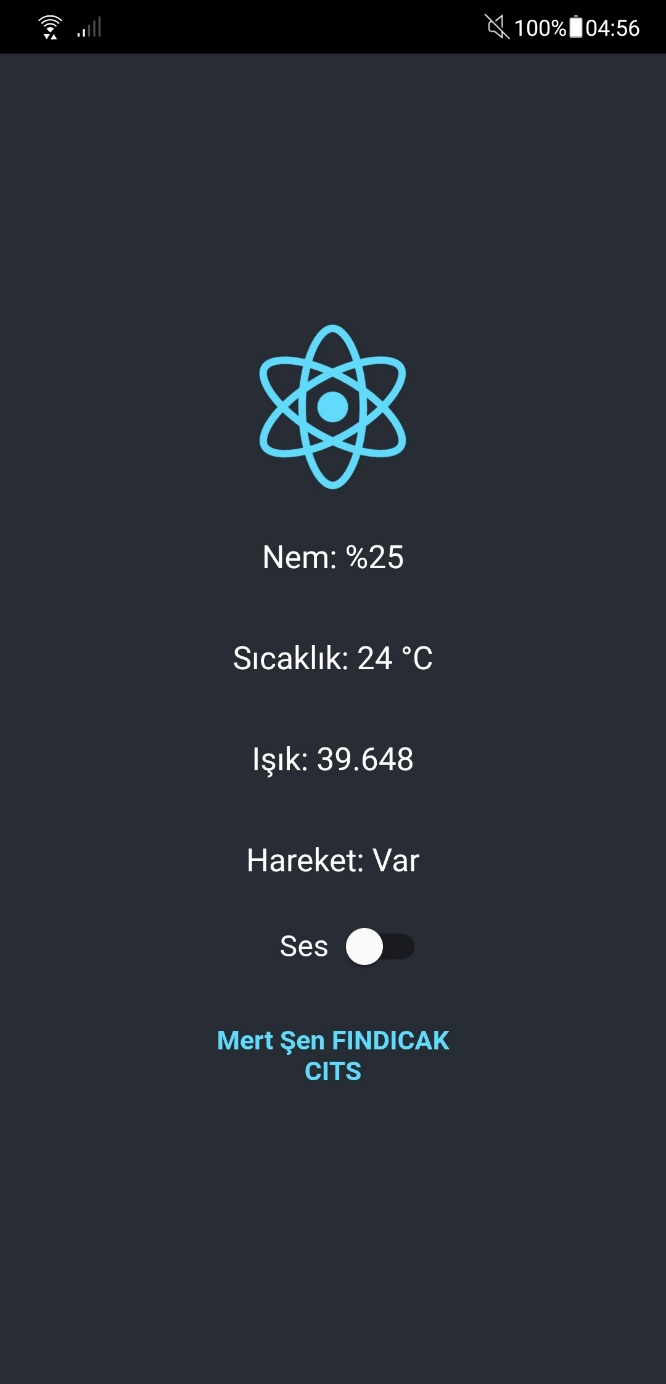 100% 04:56
Nem: %25
Sıcaklık: 24 °C
Işık: 39.648
Hareket: Var
Ses
Mert Şen FINDICAK
CITS